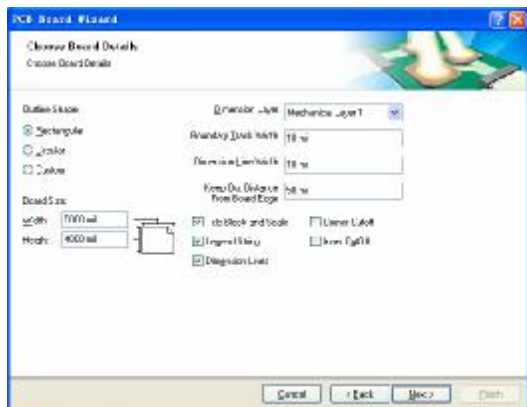 PCB Board Wizard
Choose Board Details
Choose Board Details
Outline Shape
Rectangular
Circular
Custom
Board Size
Width 5000 mil
Height 4000 mil
Dimension Layer Mechanical Layer 1
Boundary Track Width 10 mil
Dimension Line Width 10 mil
Keep Out Distance
From Board Edge 50 mil
Title Block and Scale
Corner Cutoff
Legend String
Inner CutOff
Dimension Lines
Cancel
< Back
Next >
Finish